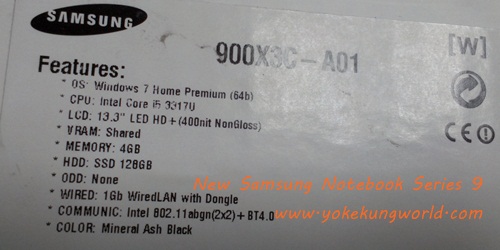 SAMSUNG
900X3C-A01
[W]
Features:
* OS: Windows 7 Home Premium (64b)
* CPU: Intel Core i5 3317U
* LCD: 13.3" LED HD+(400nit NonGloss)
* VRAM: Shared
* MEMORY: 4GB
* HDD: SSD 128GB
* ODD: None
* WIRED: 1Gb WiredLAN with Dongle
* COMMUNIC: Intel 802.11abgn(2x2)+BT4.0
* COLOR: Mineral Ash Black
CE
New Samsung Notebook Series 9
www.yokekungworld.com